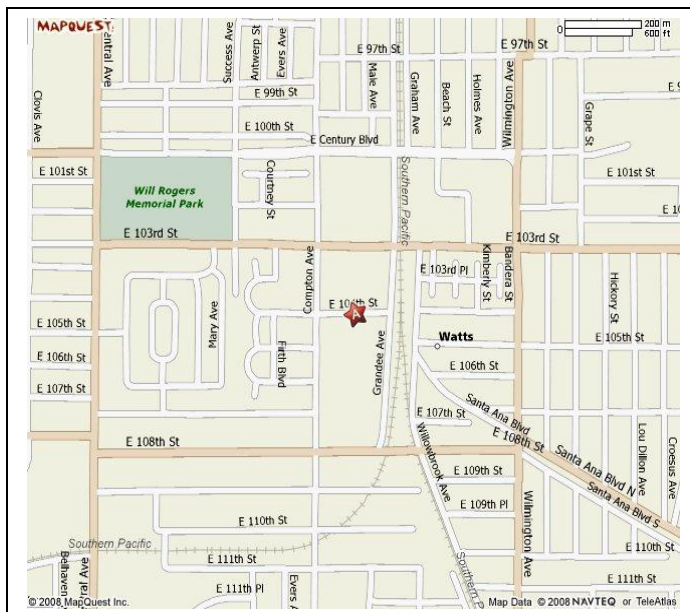 MAPQUEST
200 m
0
600 ft
E 97th St
E 97th St
Central Ave
Success Ave
Antwerp St
Evers Ave
Male Ave
Graham Ave
Beach St
Holmes Ave
Wilmington Ave
Grape St
Clovis Ave
E 99th St
E 100th St
E Century Blvd
E 101st St
E 101st St
Courtney St
Will Rogers
Memorial Park
Southern Pacific
E 103rd St
E 103rd St
Compton Ave
E 103rd Pl
Kimberly St
Bandera St
Hickory St
E 104th St
A
Mary Ave
Firth Blvd
Grandee Ave
E 105th St
E 105th St
Watts
E 106th St
E 106th St
E 107th St
E 107th St
Santa Ana Blvd
E 108th St
E 108th St
Santa Ana Blvd N
Santa Ana Blvd S
Lou Dillon Ave
Croesus Ave
Willowbrook Ave
E 109th St
E 109th Pl
Wilmington Ave
E 110th St
E 110th St
Southern Pacific
E 111th St
E 111th St
E 111th Pl
Evers A
Belhaven
tral Ave
Southern P
© 2008 MapQuest Inc.
Map Data © 2008 NAVTEQ or TeleAtlas